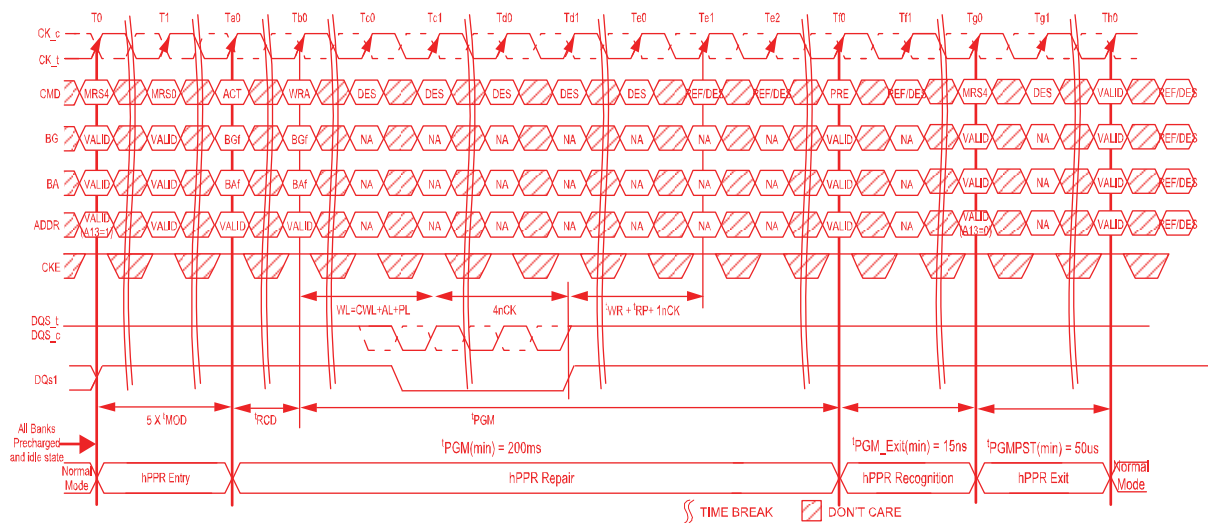 T0 T1 Ta0 Tb0 Tc0 Tc1 Td0 Td1 Te0 Te1 Te2 Tf0 Tf1 Tg0 Tg1 Th0
CK_c
CK_t
CMD MRS4 MRS0 ACT WRA DES DES DES DES DES REF/DES REF/DES PRE REF/DES MRS4 DES VALID REF/DES
BG VALID VALID BGf BGf NA NA NA NA NA NA NA VALID NA VALID NA VALID REF/DES
BA VALID VALID BAf BAf NA NA NA NA NA NA NA VALID NA VALID NA VALID REF/DES
ADDR VALID (A13=1) VALID VALID VALID NA NA NA NA NA NA NA VALID NA VALID (A13=0) NA VALID REF/DES
CKE
WL=CWL+AL+PL 4nCK tWR + tRP+ 1nCK
DQS_t
DQS_c
DQs1
5 X tMOD tRCD tPGM
All Banks
Precharged
and idle state
tPGM(min) = 200ms tPGM_Exit(min) = 15ns tPGMPST(min) = 50us
Normal Mode hPPR Entry hPPR Repair hPPR Recognition hPPR Exit Normal Mode
TIME BREAK DON'T CARE